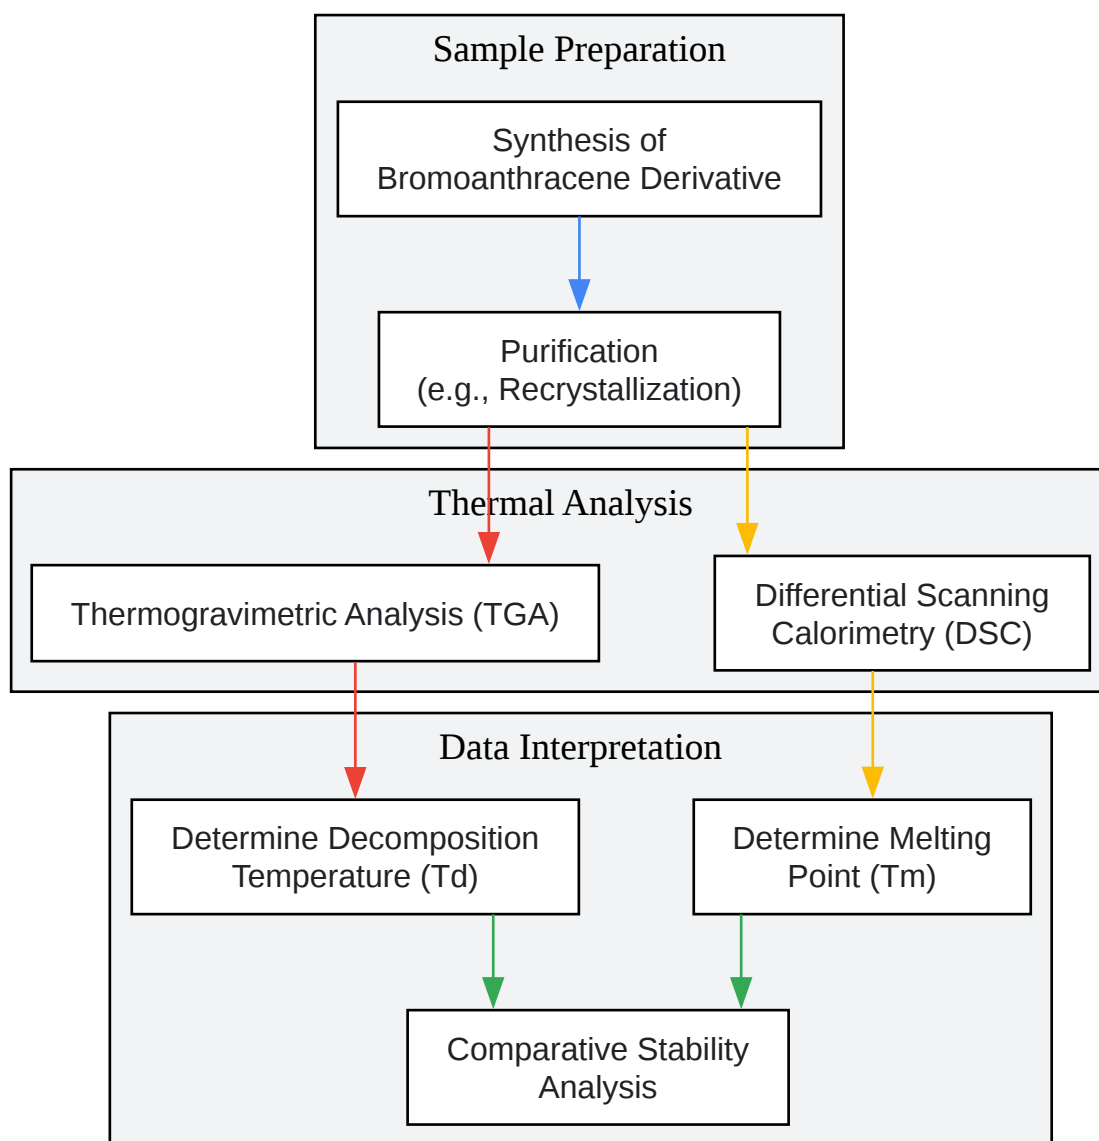 Sample Preparation
Synthesis of
Bromoanthracene Derivative
Purification
(e.g., Recrystallization)
Thermal Analysis
Thermogravimetric Analysis (TGA)
Differential Scanning
Calorimetry (DSC)
Data Interpretation
Determine Decomposition
Temperature (Td)
Determine Melting
Point (Tm)
Comparative Stability
Analysis